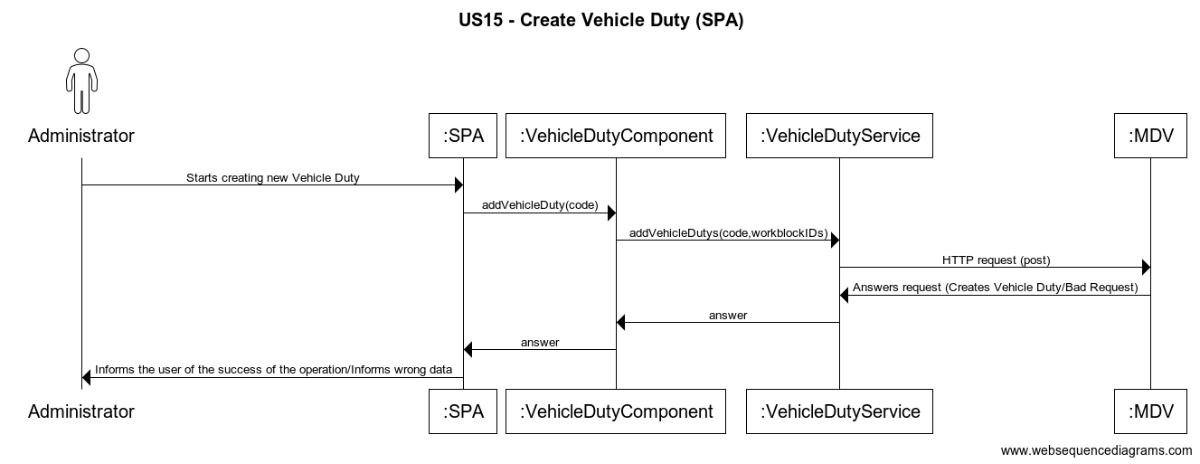 US15 - Create Vehicle Duty (SPA)
Administrator
:SPA
:VehicleDutyComponent
:VehicleDutyService
:MDV
Starts creating new Vehicle Duty
addVehicleDuty(code)
addVehicleDutys(code,workblockIDs)
HTTP request (post)
Answers request (Creates Vehicle Duty/Bad Request)
answer
answer
Informs the user of the success of the operation/Informs wrong data
Administrator
:SPA
:VehicleDutyComponent
:VehicleDutyService
:MDV
www.websequencediagrams.com